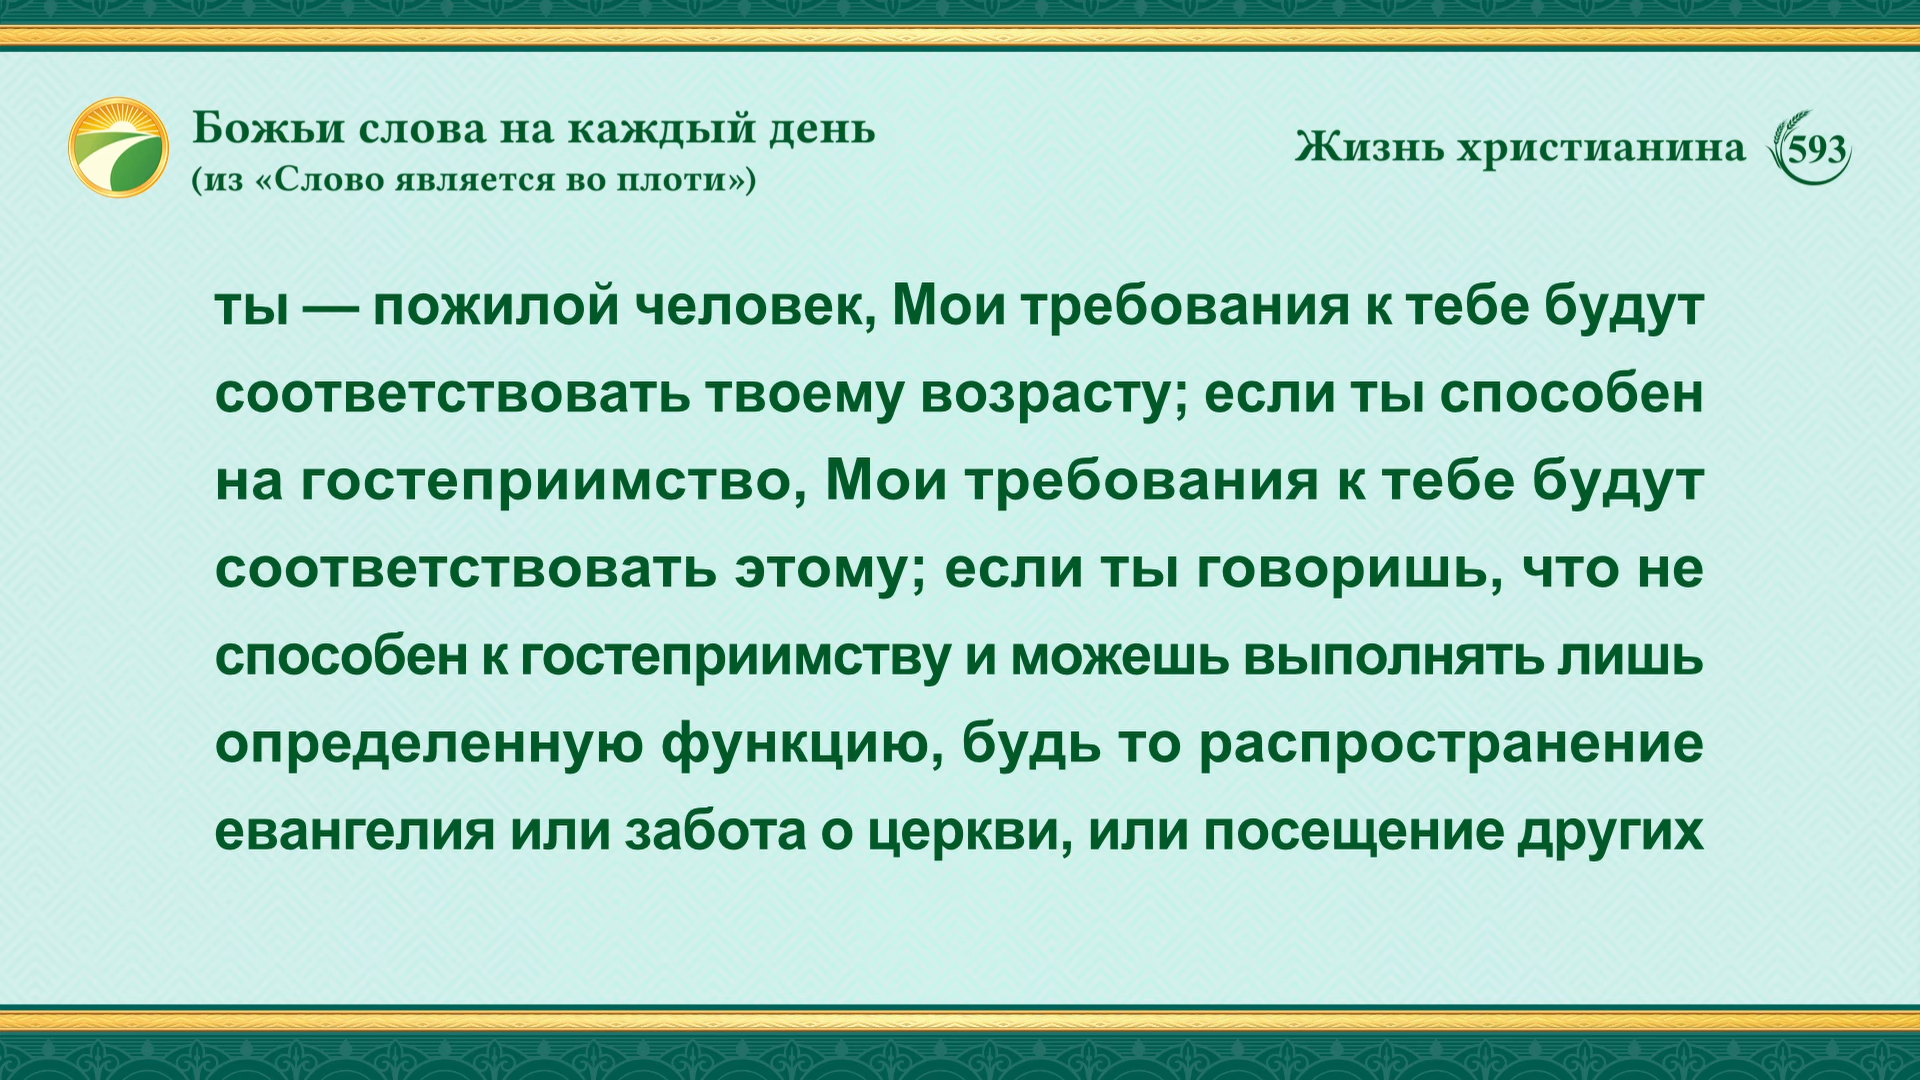 Божьи слова на каждый день
(из «Слово является во плоти»)
Жизнь христианина 593
ты — пожилой человек, Мои требования к тебе будут
соответствовать твоему возрасту; если ты способен
на гостеприимство, Мои требования к тебе будут
соответствовать этому; если ты говоришь, что не
способен к гостеприимству и можешь выполнять лишь
определенную функцию, будь то распространение
евангелия или забота о церкви, или посещение других